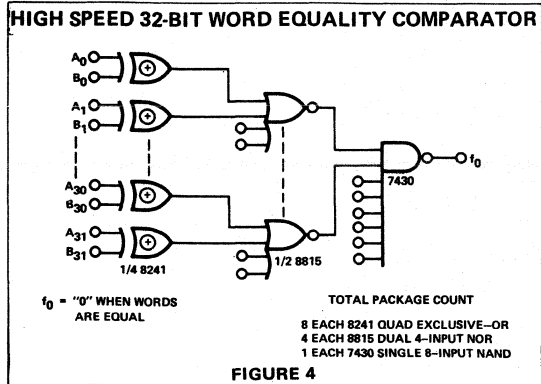 HIGH SPEED 32-BIT WORD EQUALITY COMPARATOR
A0
B0
A1
B1
A30
B30
A31
B31
1/4 8241
1/2 8815
7430
f0
f0 = "0" WHEN WORDS
ARE EQUAL
TOTAL PACKAGE COUNT
8 EACH 8241 QUAD EXCLUSIVE-OR
4 EACH 8815 DUAL 4-INPUT NOR
1 EACH 7430 SINGLE 8-INPUT NAND
FIGURE 4